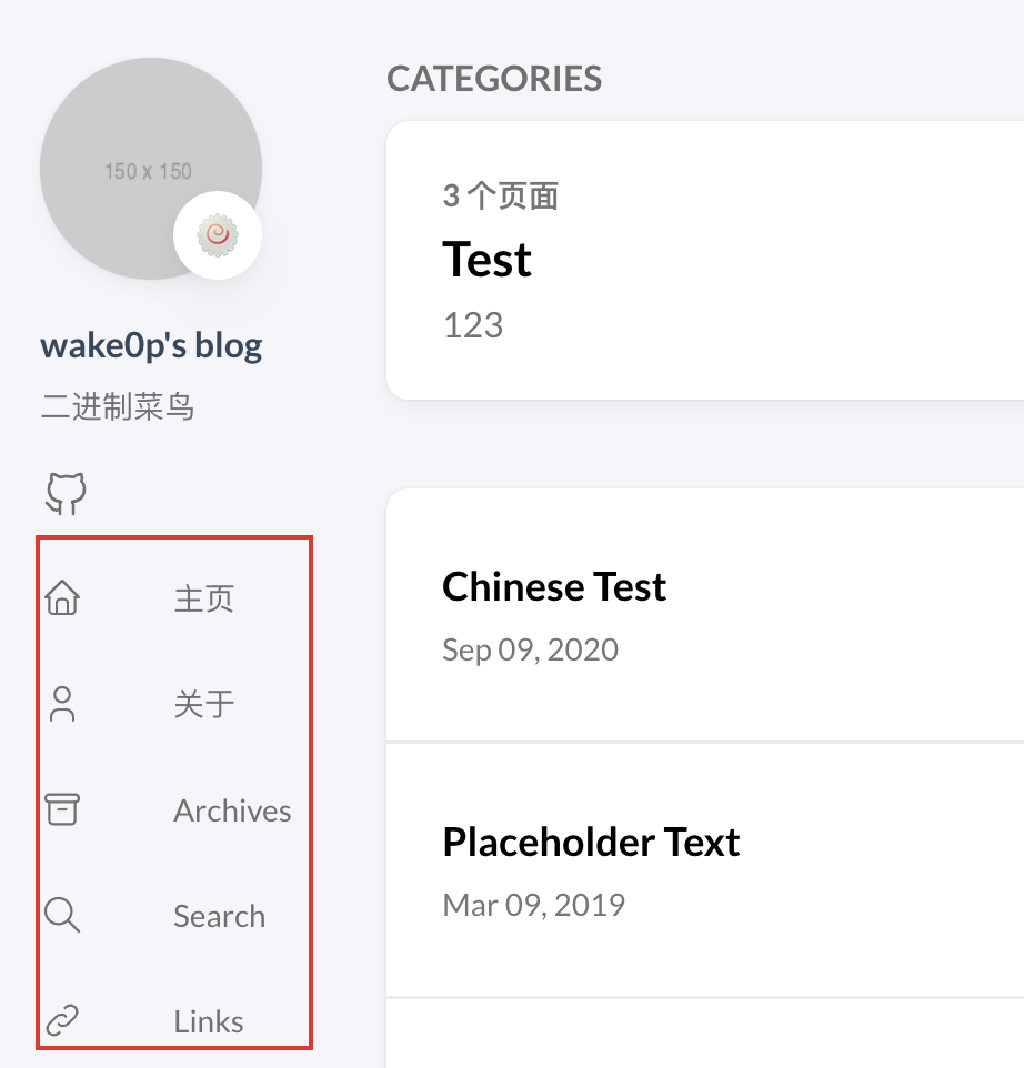 150 x 150
wake0p's blog
二进制菜鸟
主页
关于
Archives
Search
Links
CATEGORIES
3 个页面
Test
123
Chinese Test
Sep 09, 2020
Placeholder Text
Mar 09, 2019